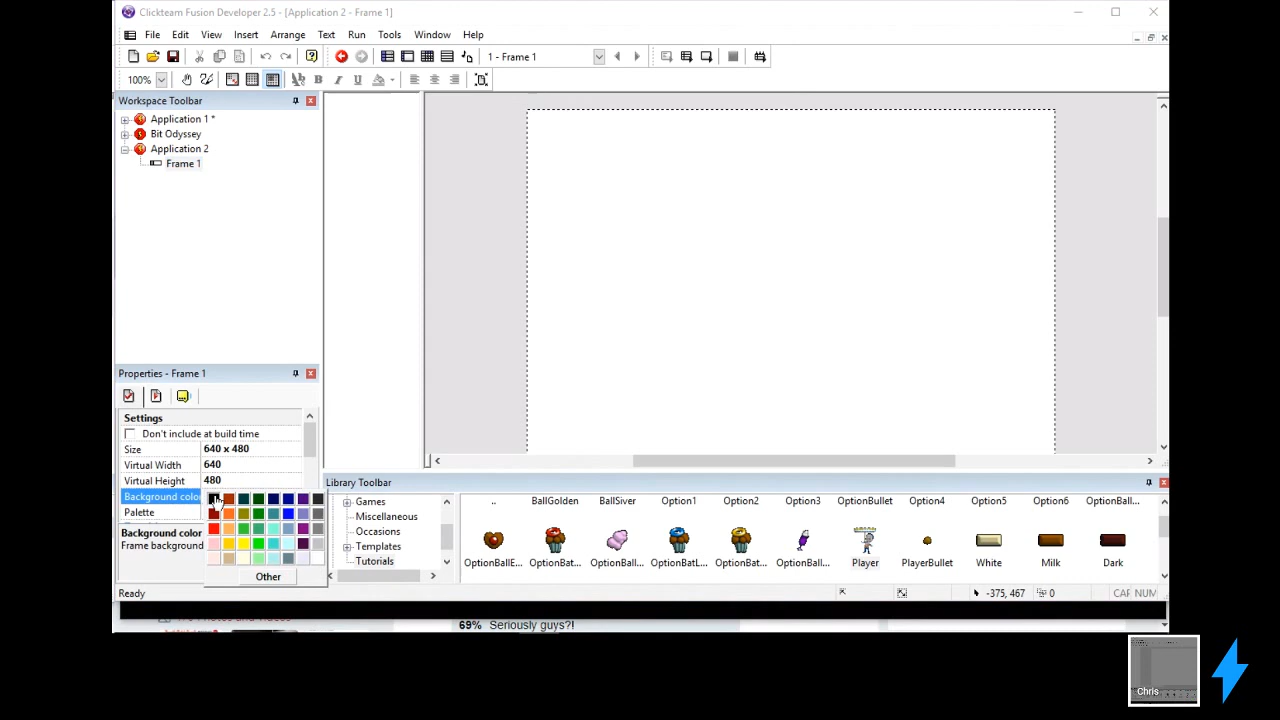 Clickteam Fusion Developer 2.5 - [Application 2 - Frame 1]
File Edit View Insert Arrange Text Run Tools Window Help
1 - Frame 1
100% B I U
Workspace Toolbar
Application 1 *
Bit Odyssey
Application 2
Frame 1
Properties - Frame 1
Settings
Don't include at build time
Size 640 x 480
Virtual Width 640
Virtual Height 480
Background color
Palette
Background color
Frame background
Other
Library Toolbar
Games
Miscellaneous
Occasions
Templates
Tutorials
.. BallGolden BallSiver Option1 Option2 Option3 OptionBullet Option4 Option5 Option6 OptionBall...
OptionBallE... OptionBat... OptionBall... OptionBatL... OptionBat... OptionBall... Player PlayerBullet White Milk Dark
Ready -375, 467 0 CAP NUM
69% Seriously guys?!
Chris